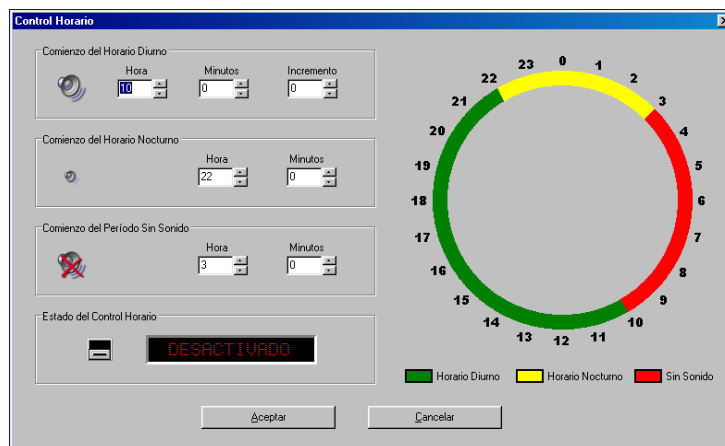 Control Horario
Comienzo del Horario Diurno
Hora Minutos Incremento
10 0 0
Comienzo del Horario Nocturno
Hora Minutos
22 0
Comienzo del Período Sin Sonido
Hora Minutos
3 0
Estado del Control Horario
DESACTIVADO
0
1
2
3
4
5
6
7
8
9
10
11
12
13
14
15
16
17
18
19
20
21
22
23
Horario Diurno Horario Nocturno Sin Sonido
Aceptar Cancelar